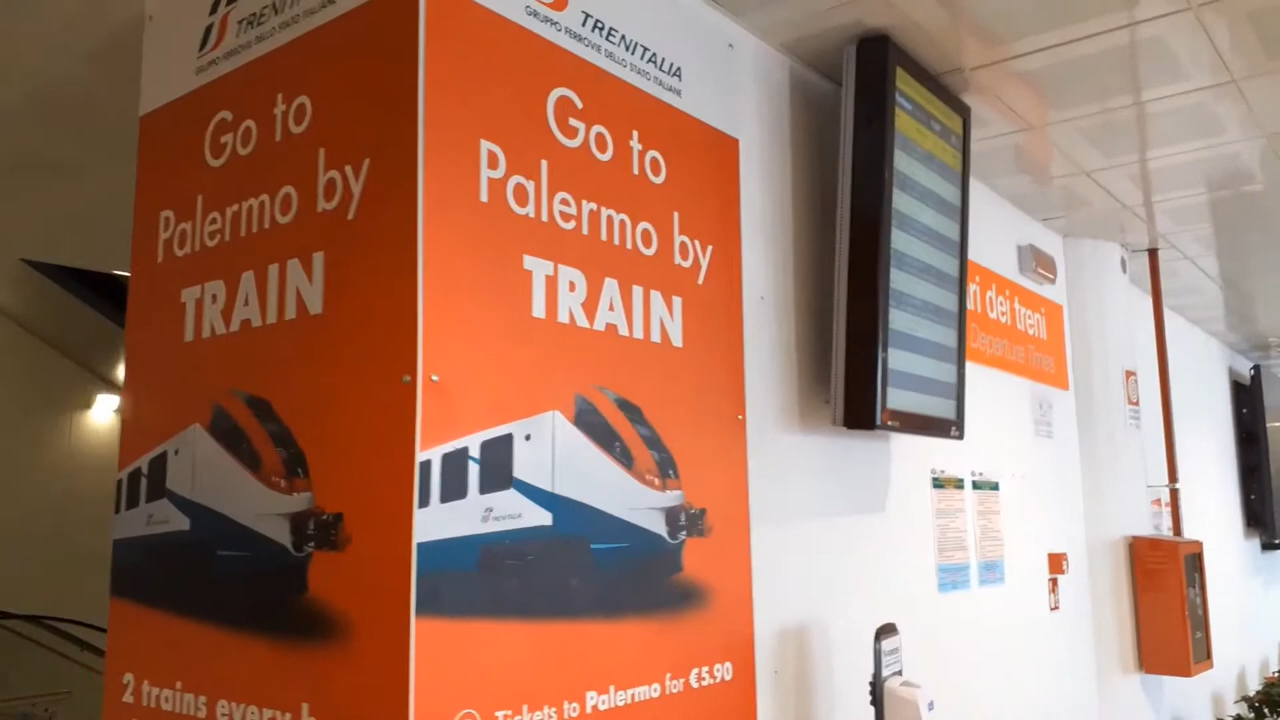 TRENITALIA
GRUPPO FERROVIE DELLO STATO ITALIANE
Go to
Palermo by
TRAIN
2 trains every
TRENITALIA
GRUPPO FERROVIE DELLO STATO ITALIANE
Go to
Palermo by
TRAIN
TRENITALIA
Tickets to Palermo for €5.90
ri dei treni
Departure Times